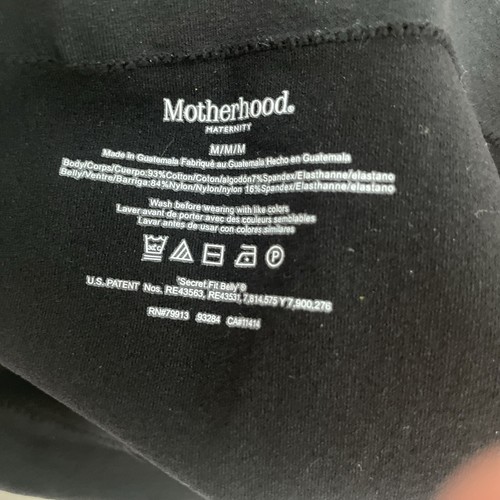 Motherhood®
MATERNITY
M/M/M
Made in Guatemala Fabriqué au Guatemala Hecho en Guatemala
Body/Corps/Cuerpo:93%Cotton/Coton/algodón7%Spandex/Elasthanne/elastano
Belly/Ventre/Barriga:84%Nylon/Nylon/nylon 16%Spandex/Elasthanne/elastano
Wash before wearing with like colors
Laver avant de porter avec des couleurs semblables
Lavar antes de usar con colores similares
P
"Secret Fit Belly"®
U.S. PATENT Nos. RE43563, RE43531, 7,814,575 Y 7,900,276
RN#79913 93284 CA#11414